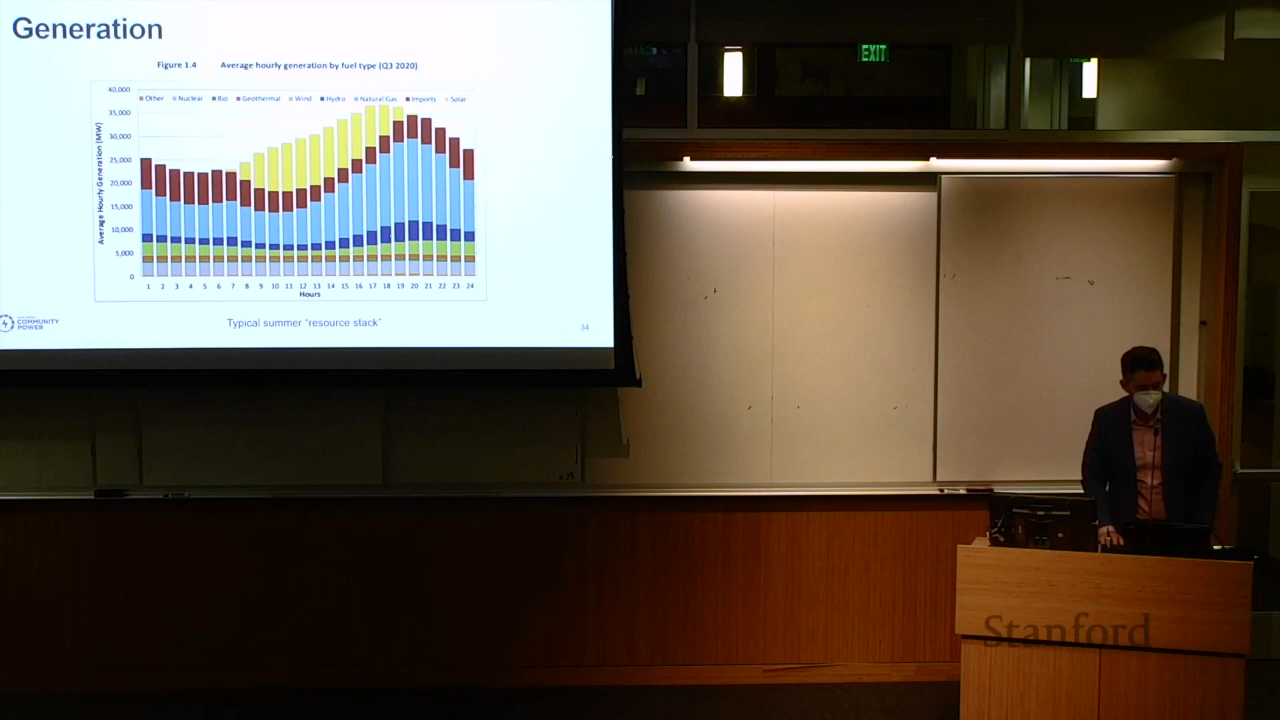 Generation
Figure 1.4 Average hourly generation by fuel type (Q3 2020)
40,000
Other Nuclear Bio Geothermal Wind Hydro Natural Gas Imports Solar
35,000
30,000
25,000
20,000
15,000
10,000
5,000
0
Average Hourly Generation (MW)
1 2 3 4 5 6 7 8 9 10 11 12 13 14 15 16 17 18 19 20 21 22 23 24
Hours
COMMUNITY
POWER
Typical summer “resource stack”
34
EXIT
Stanford